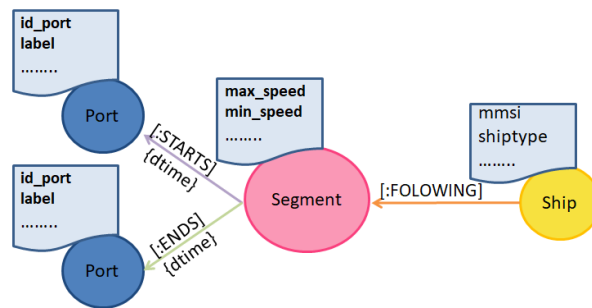 id_port
label
........
Port
[:STARTS]
{dtime}
max_speed
min_speed
........
Segment
mmsi
shiptype
........
[:FOLOWING]
Ship
id_port
label
........
Port
[:ENDS]
{dtime}